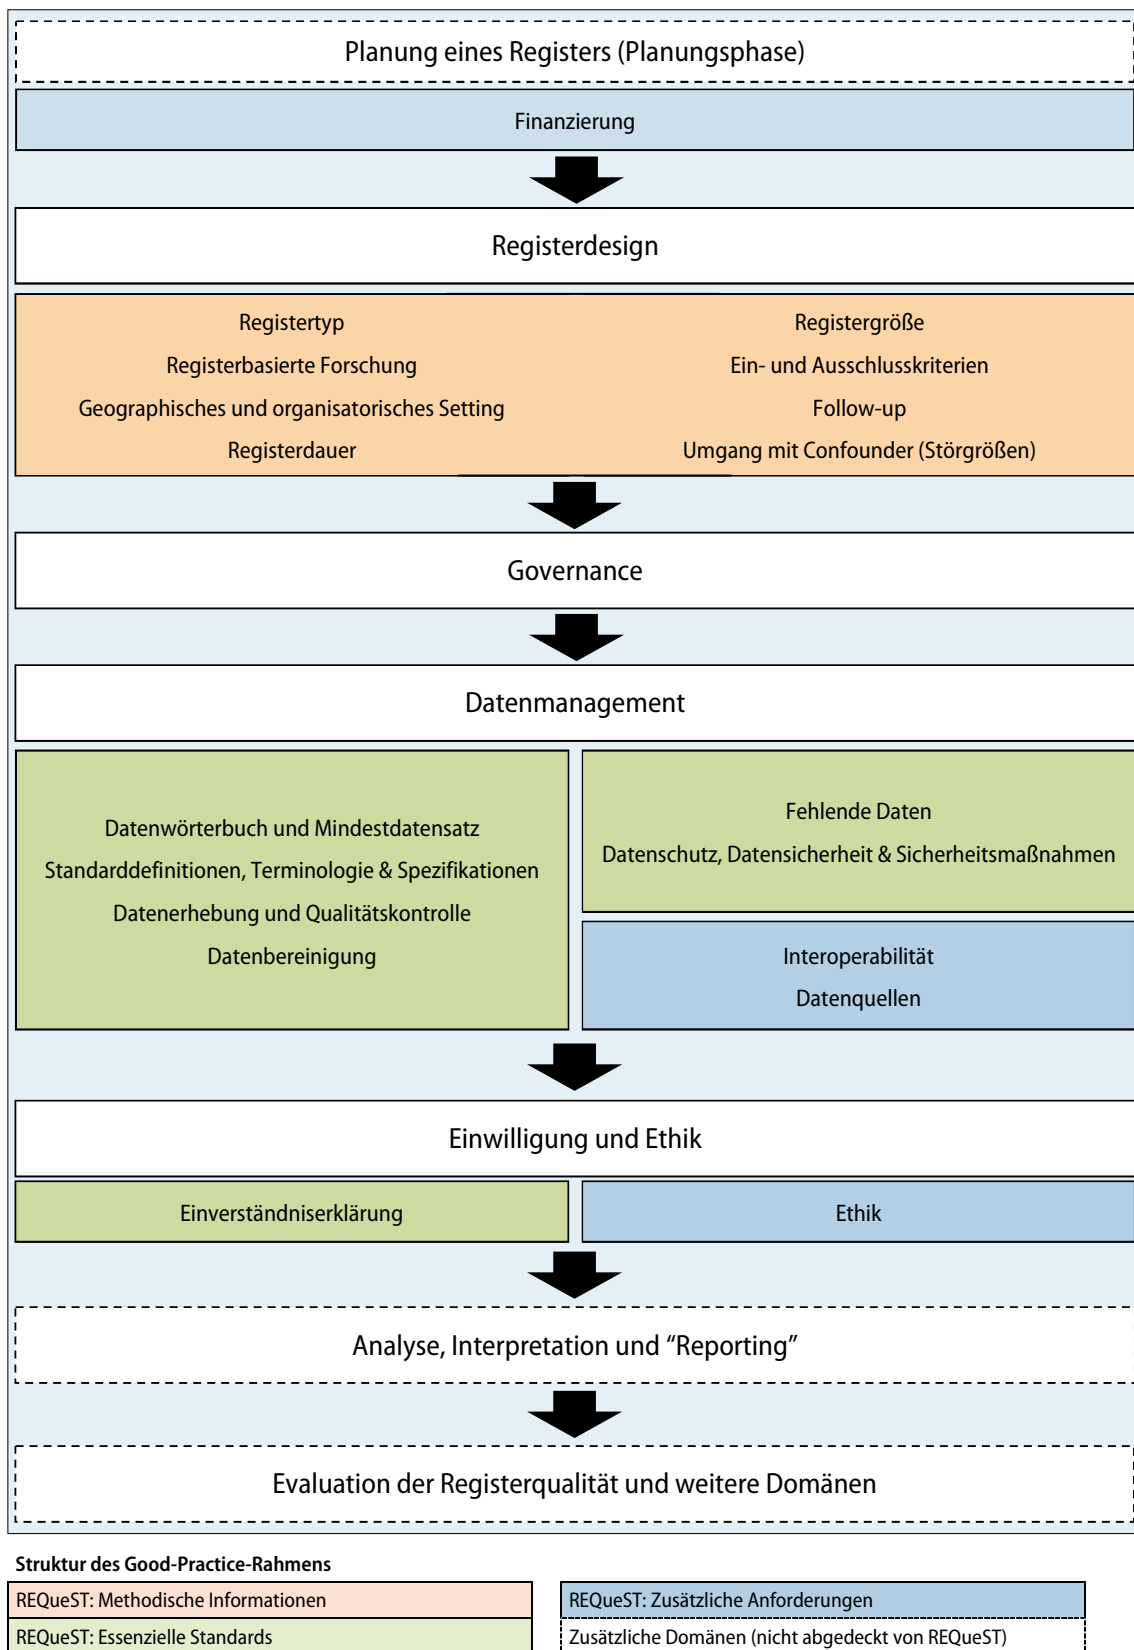 Planung eines Registers (Planungsphase)
Finanzierung
Registerdesign
Registertyp
Registerbasierte Forschung
Geographisches und organisatorisches Setting
Registerdauer
Registergröße
Ein- und Ausschlusskriterien
Follow-up
Umgang mit Confounder (Störgrößen)
Governance
Datenmanagement
Datenwörterbuch und Mindestdatensatz
Standarddefinitionen, Terminologie & Spezifikationen
Datenerhebung und Qualitätskontrolle
Datenbereinigung
Fehlende Daten
Datenschutz, Datensicherheit & Sicherheitsmaßnahmen
Interoperabilität
Datenquellen
Einwilligung und Ethik
Einverständniserklärung
Ethik
Analyse, Interpretation und “Reporting”
Evaluation der Registerqualität und weitere Domänen
Struktur des Good-Practice-Rahmens
REQueST: Methodische Informationen
REQueST: Essenzielle Standards
REQueST: Zusätzliche Anforderungen
Zusätzliche Domänen (nicht abgedeckt von REQueST)